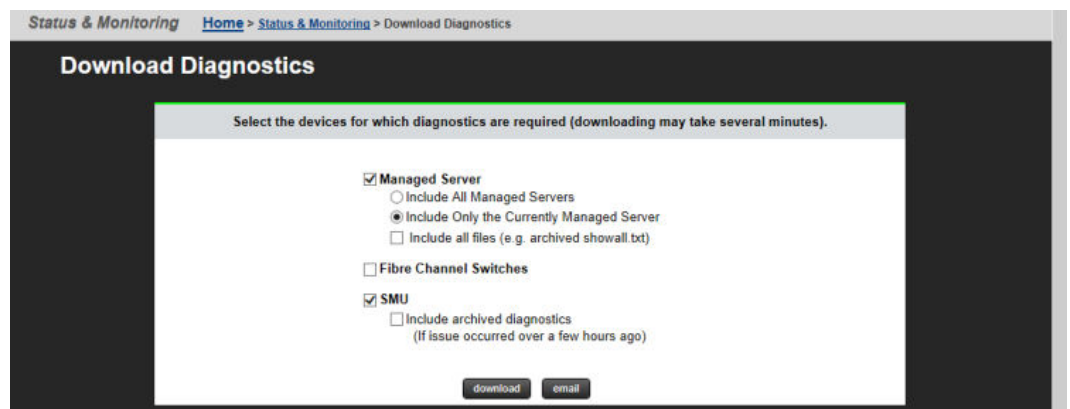 Status & Monitoring Home > Status & Monitoring > Download Diagnostics
Download Diagnostics
Select the devices for which diagnostics are required (downloading may take several minutes).
Managed Server
Include All Managed Servers
Include Only the Currently Managed Server
Include all files (e.g. archived showall.txt)
Fibre Channel Switches
SMU
Include archived diagnostics
(If issue occurred over a few hours ago)
download email